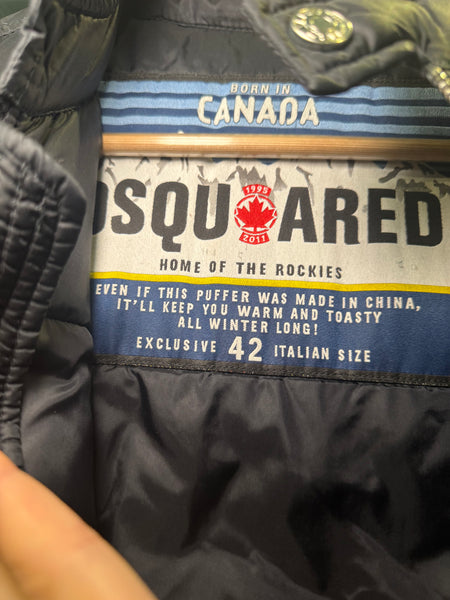 BORN IN
CANADA
DSQUARED
1995
2011
HOME OF THE ROCKIES
EVEN IF THIS PUFFER WAS MADE IN CHINA,
IT'LL KEEP YOU WARM AND TOASTY
ALL WINTER LONG!
EXCLUSIVE 42 ITALIAN SIZE